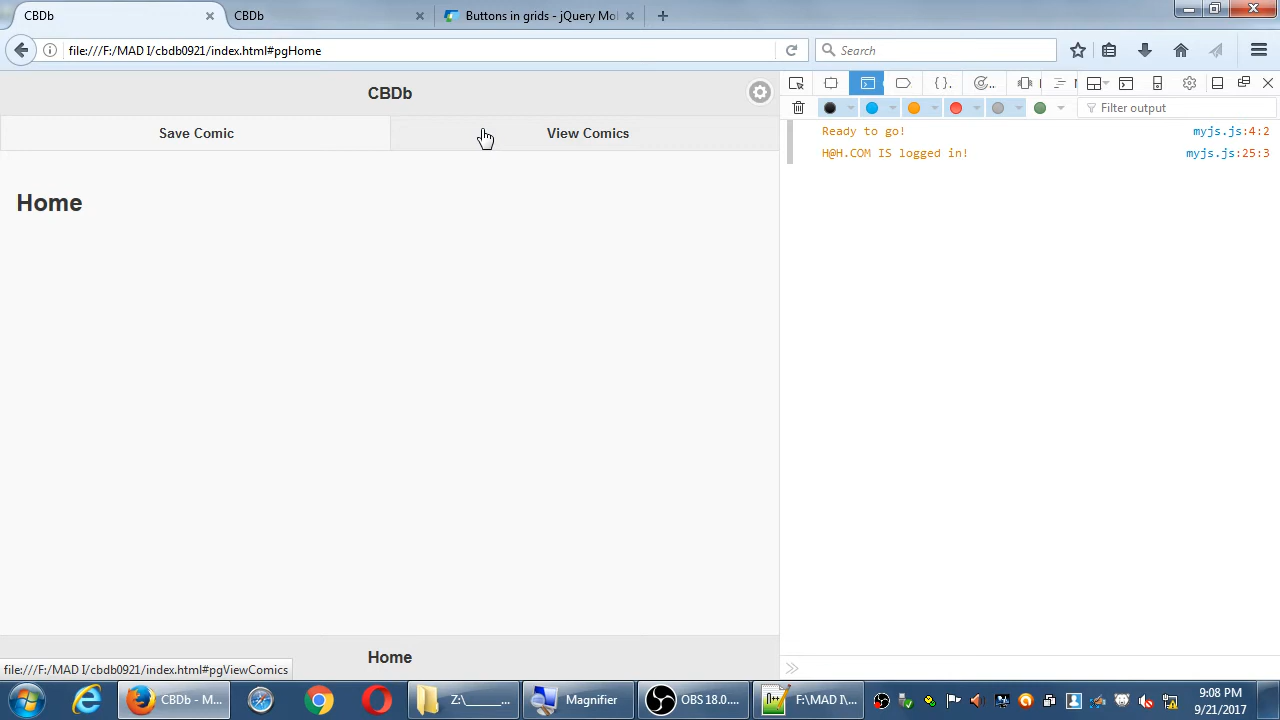 CBDb
CBDb
Buttons in grids - jQuery Mo
file:///F:/MAD I/cbdb0921/index.html#pgHome
Search
CBDb
Save Comic
View Comics
Filter output
Ready to go!
myjs.js:4:2
H@H.COM IS logged in!
myjs.js:25:3
Home
Home
file:///F:/MAD I/cbdb0921/index.html#pgViewComics
CBDb - M...
Z:\_____...
Magnifier
OBS 18.0....
F:\MAD I\...
9:08 PM
9/21/2017